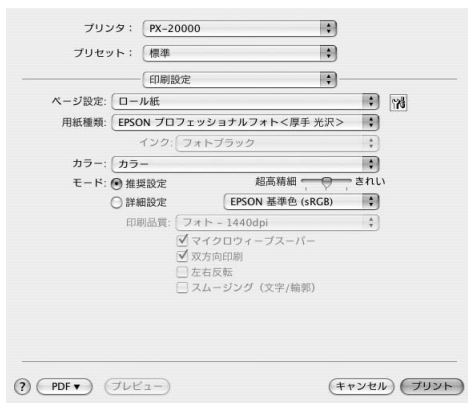 プリンタ： PX-20000
プリセット： 標準
印刷設定
ページ設定: ロール紙
用紙種類: EPSON プロフェッショナルフォト<厚手 光沢>
インク: フォトブラック
カラー: カラー
モード: 推奨設定 超高精細 きれい
詳細設定 EPSON 基準色 (sRGB)
印刷品質: フォト - 1440dpi
マイクロウィーブスーパー
双方向印刷
左右反転
スムージング（文字/輪郭）
? PDF▼ プレビュー キャンセル プリント